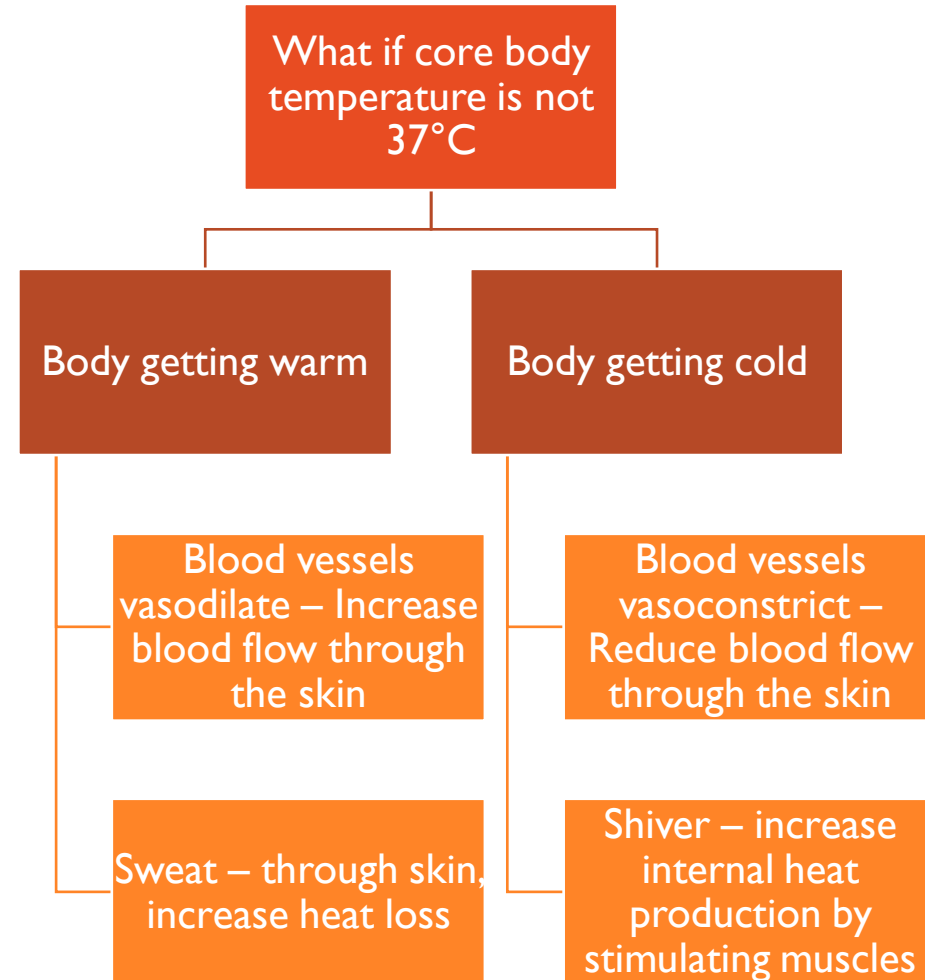 What if core body
temperature is not
37°C
Body getting warm
Body getting cold
Blood vessels
vasodilate – Increase
blood flow through
the skin
Blood vessels
vasoconstrict –
Reduce blood flow
through the skin
Sweat – through skin,
increase heat loss
Shiver – increase
internal heat
production by
stimulating muscles